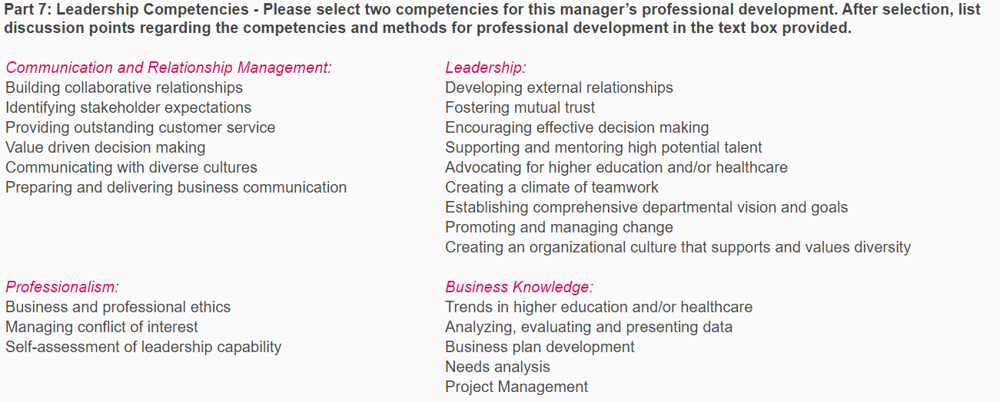 Part 7: Leadership Competencies - Please select two competencies for this manager’s professional development. After selection, list
discussion points regarding the competencies and methods for professional development in the text box provided.
Communication and Relationship Management:
Building collaborative relationships
Identifying stakeholder expectations
Providing outstanding customer service
Value driven decision making
Communicating with diverse cultures
Preparing and delivering business communication
Leadership:
Developing external relationships
Fostering mutual trust
Encouraging effective decision making
Supporting and mentoring high potential talent
Advocating for higher education and/or healthcare
Creating a climate of teamwork
Establishing comprehensive departmental vision and goals
Promoting and managing change
Creating an organizational culture that supports and values diversity
Professionalism:
Business and professional ethics
Managing conflict of interest
Self-assessment of leadership capability
Business Knowledge:
Trends in higher education and/or healthcare
Analyzing, evaluating and presenting data
Business plan development
Needs analysis
Project Management